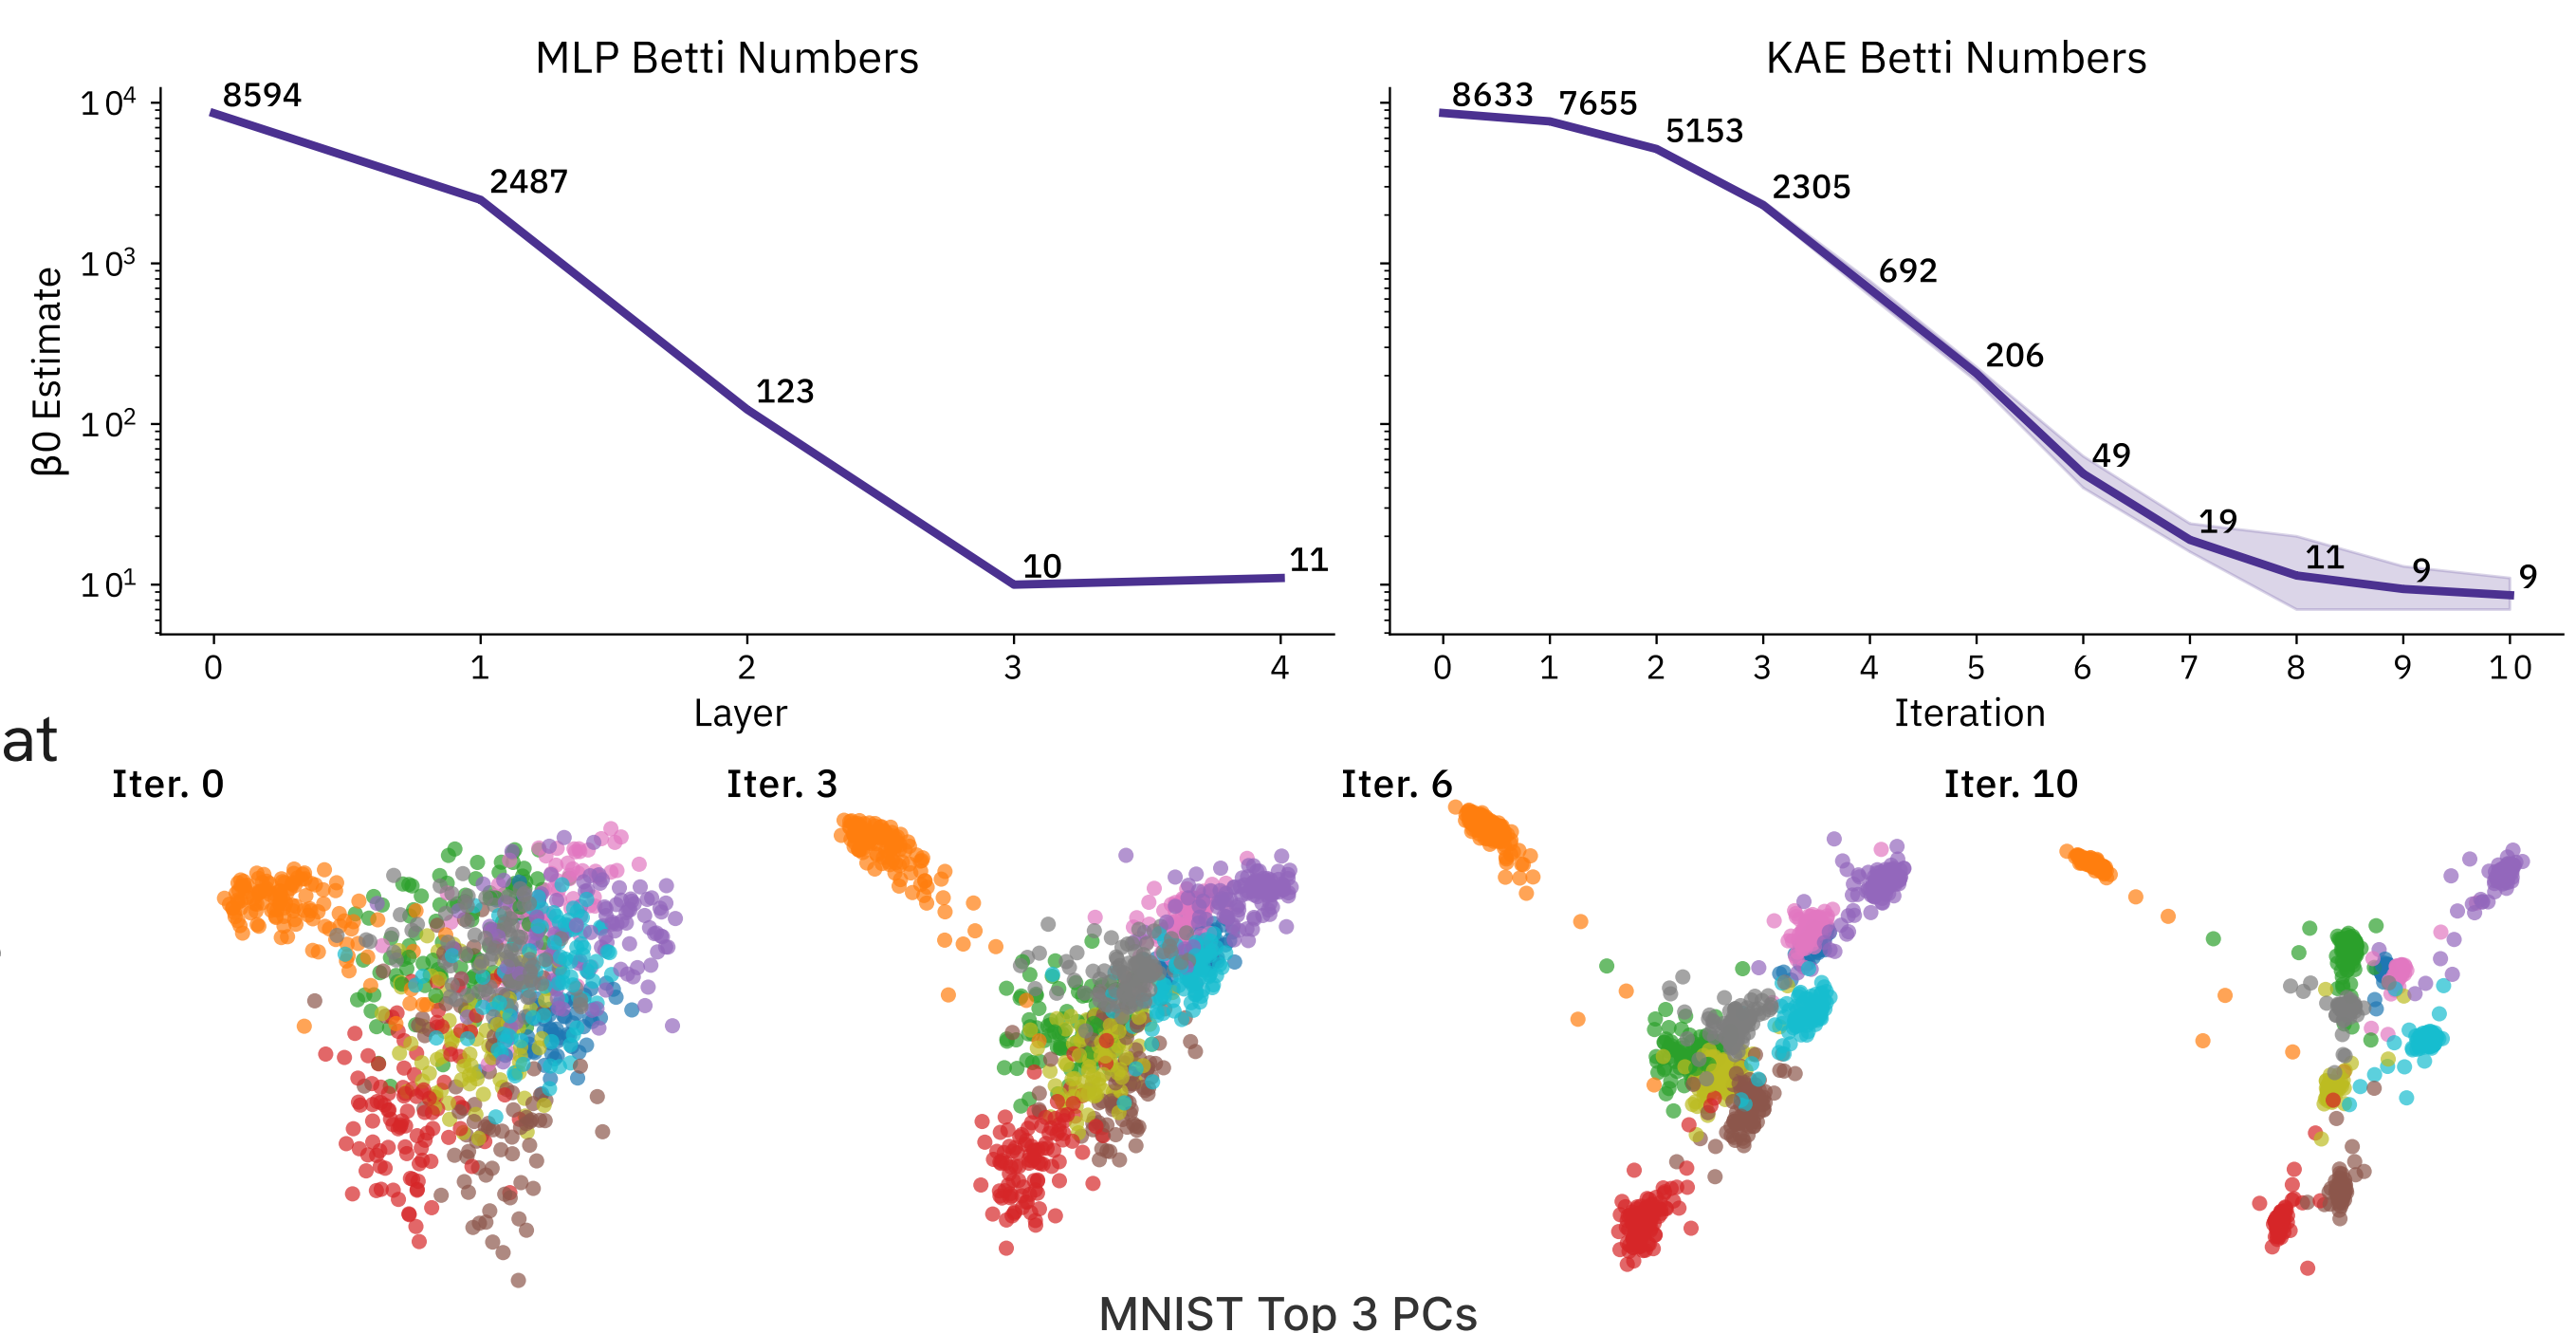 MLP Betti Numbers
KAE Betti Numbers
β0 Estimate
10⁴
10³
10²
10¹
8594
2487
123
10
11
0 1 2 3 4
Layer
8633
7655
5153
2305
692
206
49
19
11
9
9
0 1 2 3 4 5 6 7 8 9 10
Iteration
at
Iter. 0
Iter. 3
Iter. 6
Iter. 10
MNIST Top 3 PCs